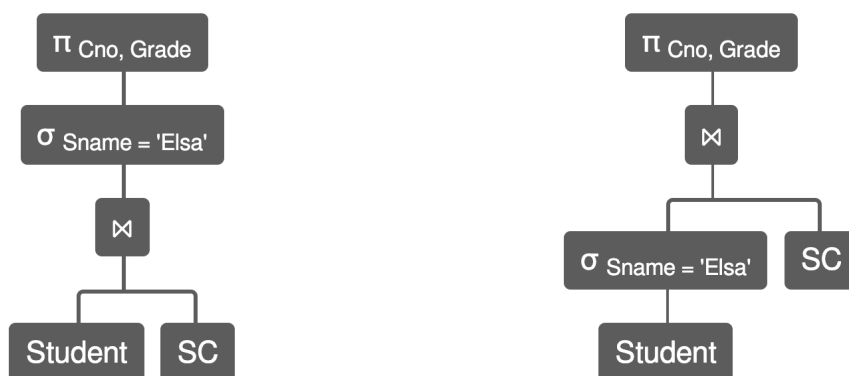 π Cno, Grade
σ Sname = 'Elsa'
⋈
Student SC
π Cno, Grade
⋈
σ Sname = 'Elsa' SC
Student